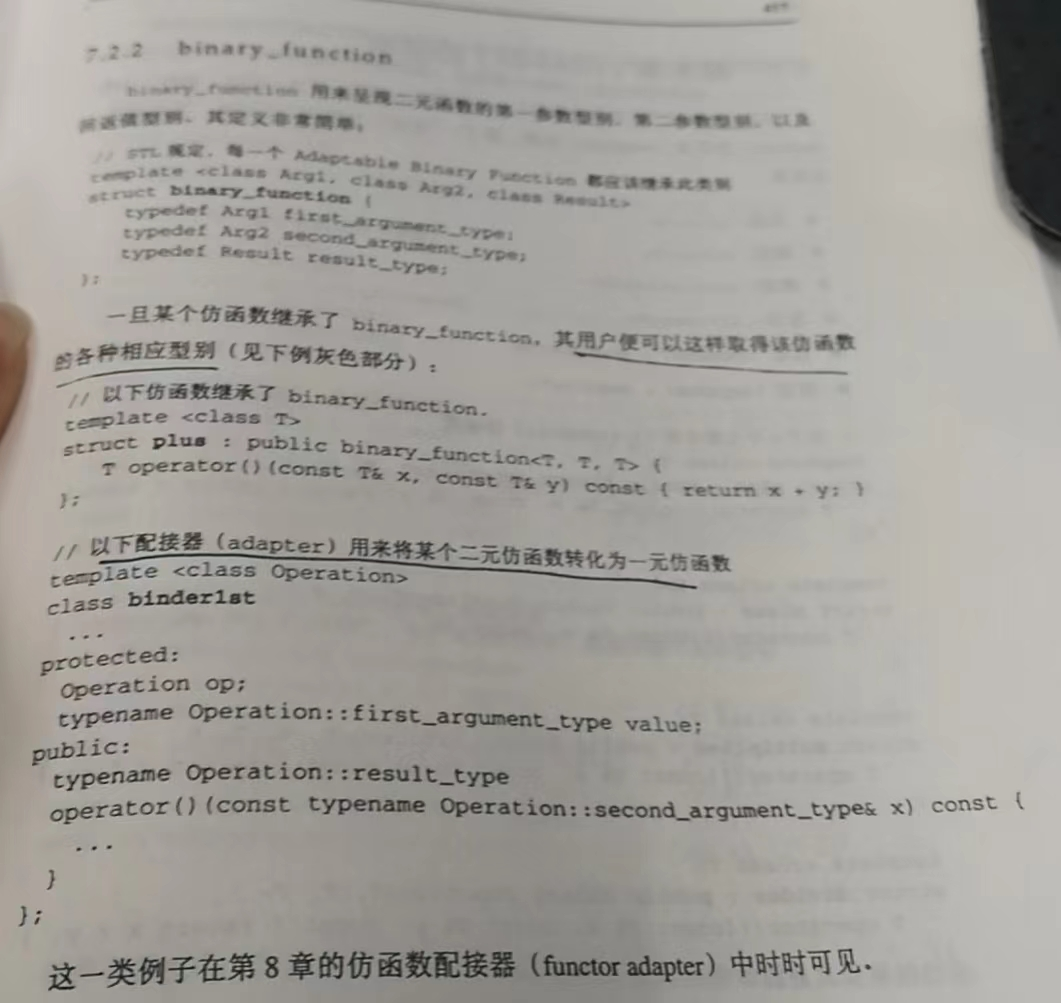 7.2.2 binary_function
binary_function 用来呈现二元函数的第一参数型别、第二参数型别,以及
回返值型别。其定义非常简单:
// STL 规定,每一个 Adaptable Binary Function 都应该继承此类别
template <class Arg1, class Arg2, class Result>
struct binary_function {
typedef Arg1 first_argument_type;
typedef Arg2 second_argument_type;
typedef Result result_type;
};
一旦某个仿函数继承了 binary_function,其用户便可以这样取得该仿函数
的各种相应型别(见下例灰色部分):
// 以下仿函数继承了 binary_function.
template <class T>
struct plus : public binary_function<T, T, T> {
T operator()(const T& x, const T& y) const { return x + y; }
};
// 以下配接器(adapter)用来将某个二元仿函数转化为一元仿函数
template <class Operation>
class binder1st
...
protected:
Operation op;
typename Operation::first_argument_type value;
public:
typename Operation::result_type
operator()(const typename Operation::second_argument_type& x) const {
...
}
};
这一类例子在第 8 章的仿函数配接器(functor adapter)中时时可见.